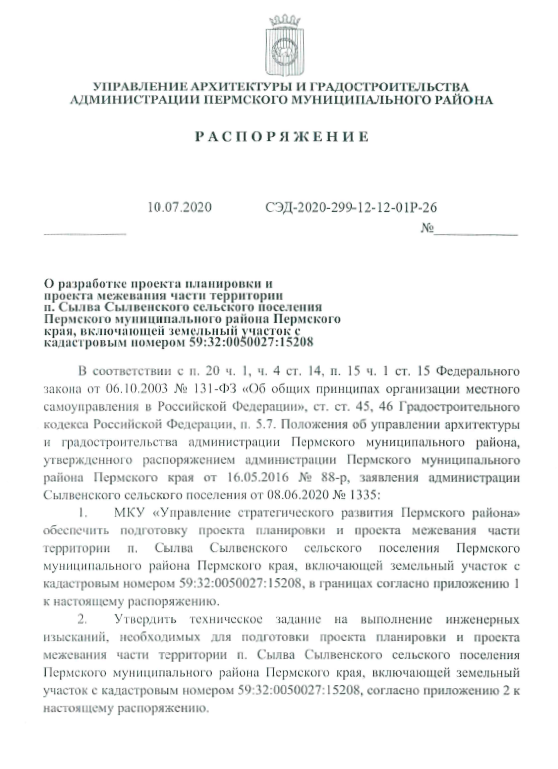 УПРАВЛЕНИЕ АРХИТЕКТУРЫ И ГРАДОСТРОИТЕЛЬСТВА
АДМИНИСТРАЦИИ ПЕРМСКОГО МУНИЦИПАЛЬНОГО РАЙОНА
Р А С П О Р Я Ж Е Н И Е
10.07.2020 СЭД-2020-299-12-12-01Р-26
____________ №____________
О разработке проекта планировки и
проекта межевания части территории
п. Сылва Сылвенского сельского поселения
Пермского муниципального района Пермского
края, включающей земельный участок с
кадастровым номером 59:32:0050027:15208
В соответствии с п. 20 ч. 1, ч. 4 ст. 14, п. 15 ч. 1 ст. 15 Федерального
закона от 06.10.2003 № 131-ФЗ «Об общих принципах организации местного
самоуправления в Российской Федерации», ст. ст. 45, 46 Градостроительного
кодекса Российской Федерации, п. 5.7. Положения об управлении архитектуры
и градостроительства администрации Пермского муниципального района,
утвержденного распоряжением администрации Пермского муниципального
района Пермского края от 16.05.2016 № 88-р, заявления администрации
Сылвенского сельского поселения от 08.06.2020 № 1335:
1. МКУ «Управление стратегического развития Пермского района»
обеспечить подготовку проекта планировки и проекта межевания части
территории п. Сылва Сылвенского сельского поселения Пермского
муниципального района Пермского края, включающей земельный участок с
кадастровым номером 59:32:0050027:15208, в границах согласно приложению 1
к настоящему распоряжению.
2. Утвердить техническое задание на выполнение инженерных
изысканий, необходимых для подготовки проекта планировки и проекта
межевания части территории п. Сылва Сылвенского сельского поселения
Пермского муниципального района Пермского края, включающей земельный
участок с кадастровым номером 59:32:0050027:15208, согласно приложению 2 к
настоящему распоряжению.